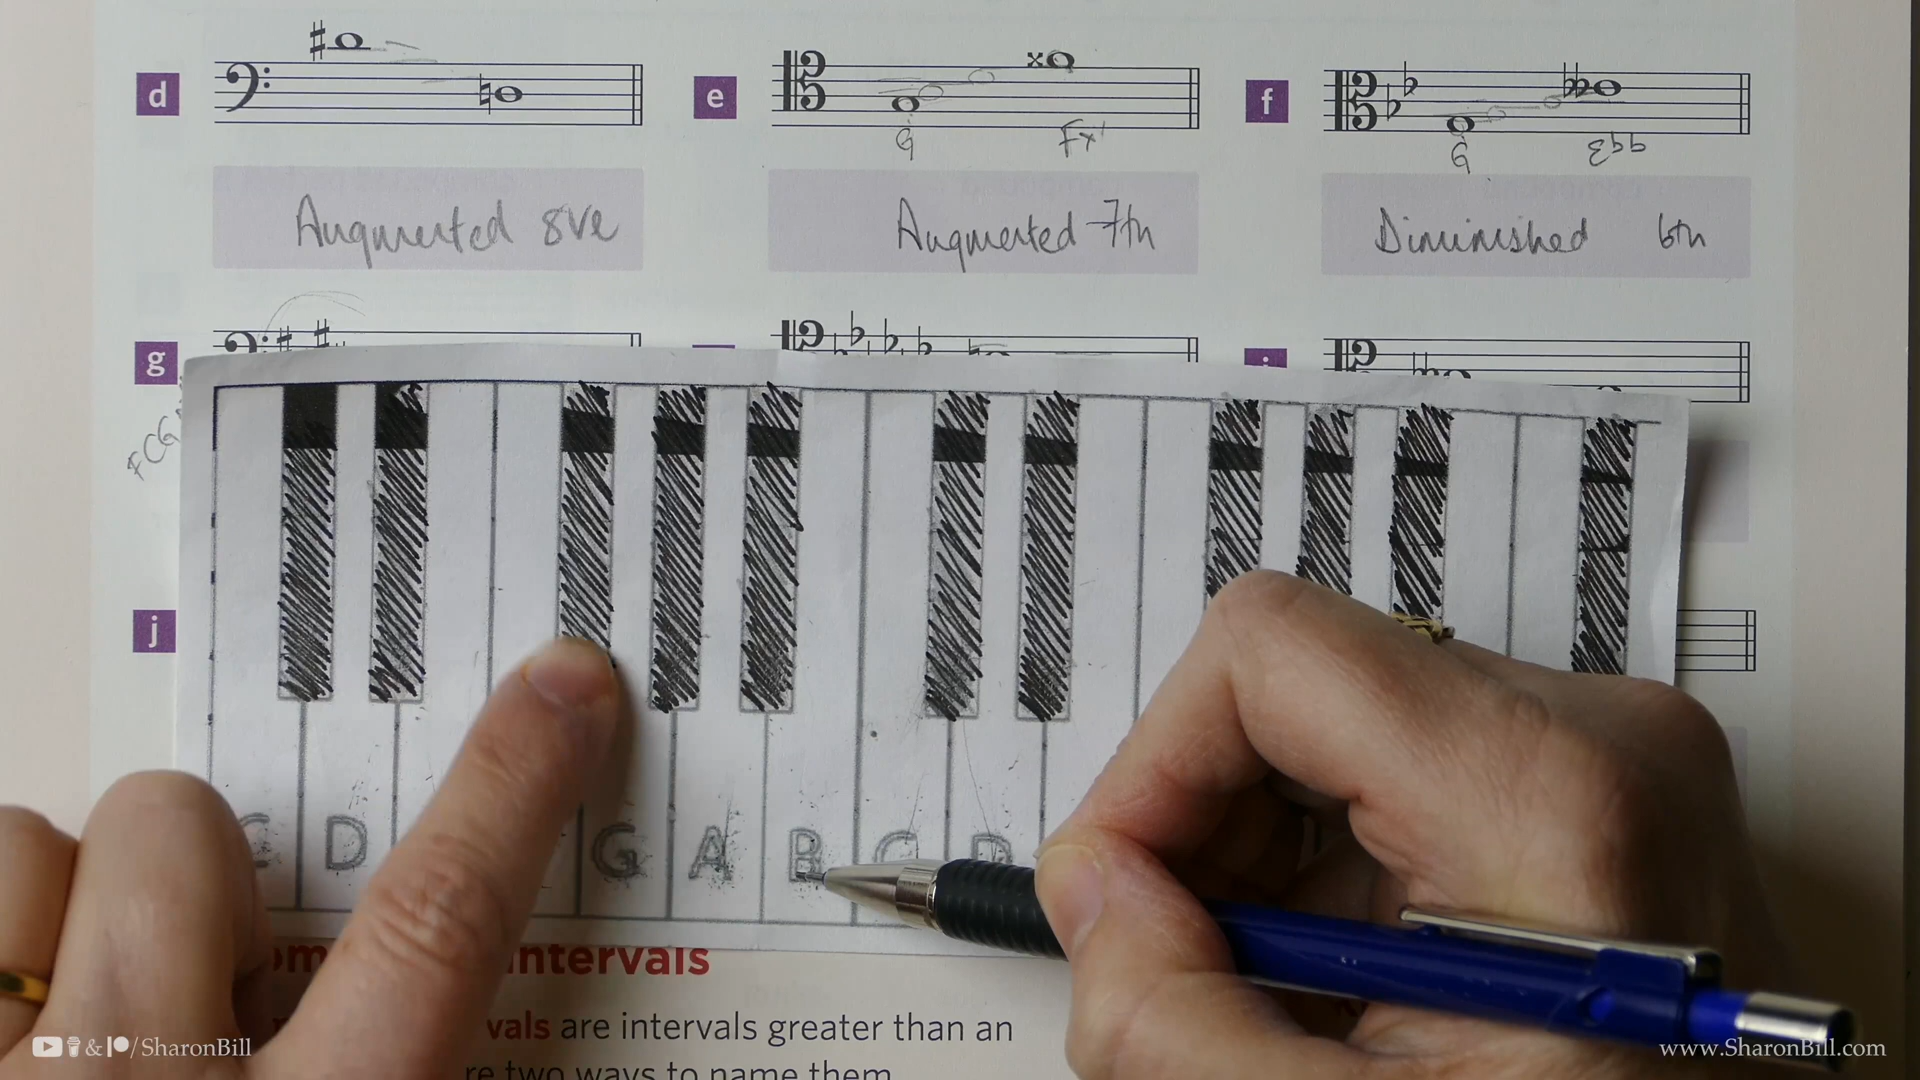 d e f
G Fx' G Ebb
Augmented 8ve Augmented 7th Diminished 6th
g
FCG
j
C D G A B C D
intervals
vals are intervals greater than an
re two ways to name them
/SharonBill
www.SharonBill.com